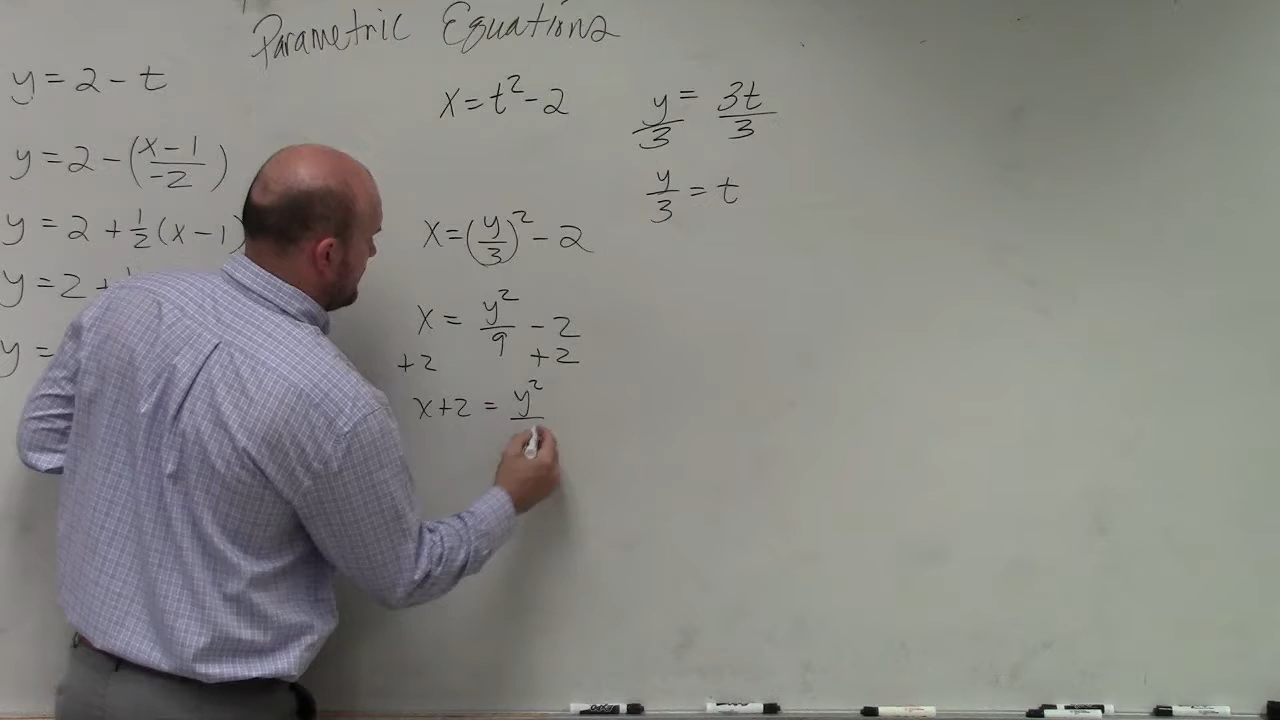 Parametric Equations
y = 2 - t
y = 2 - (x-1/-2)
y = 2 + 1/2 (x-1)
y = 2 +
y =
x = t² - 2
x = (y/3)² - 2
x = y²/9 - 2
+2 +2
x+2 = y²/
y/3 = 3t/3
y/3 = t